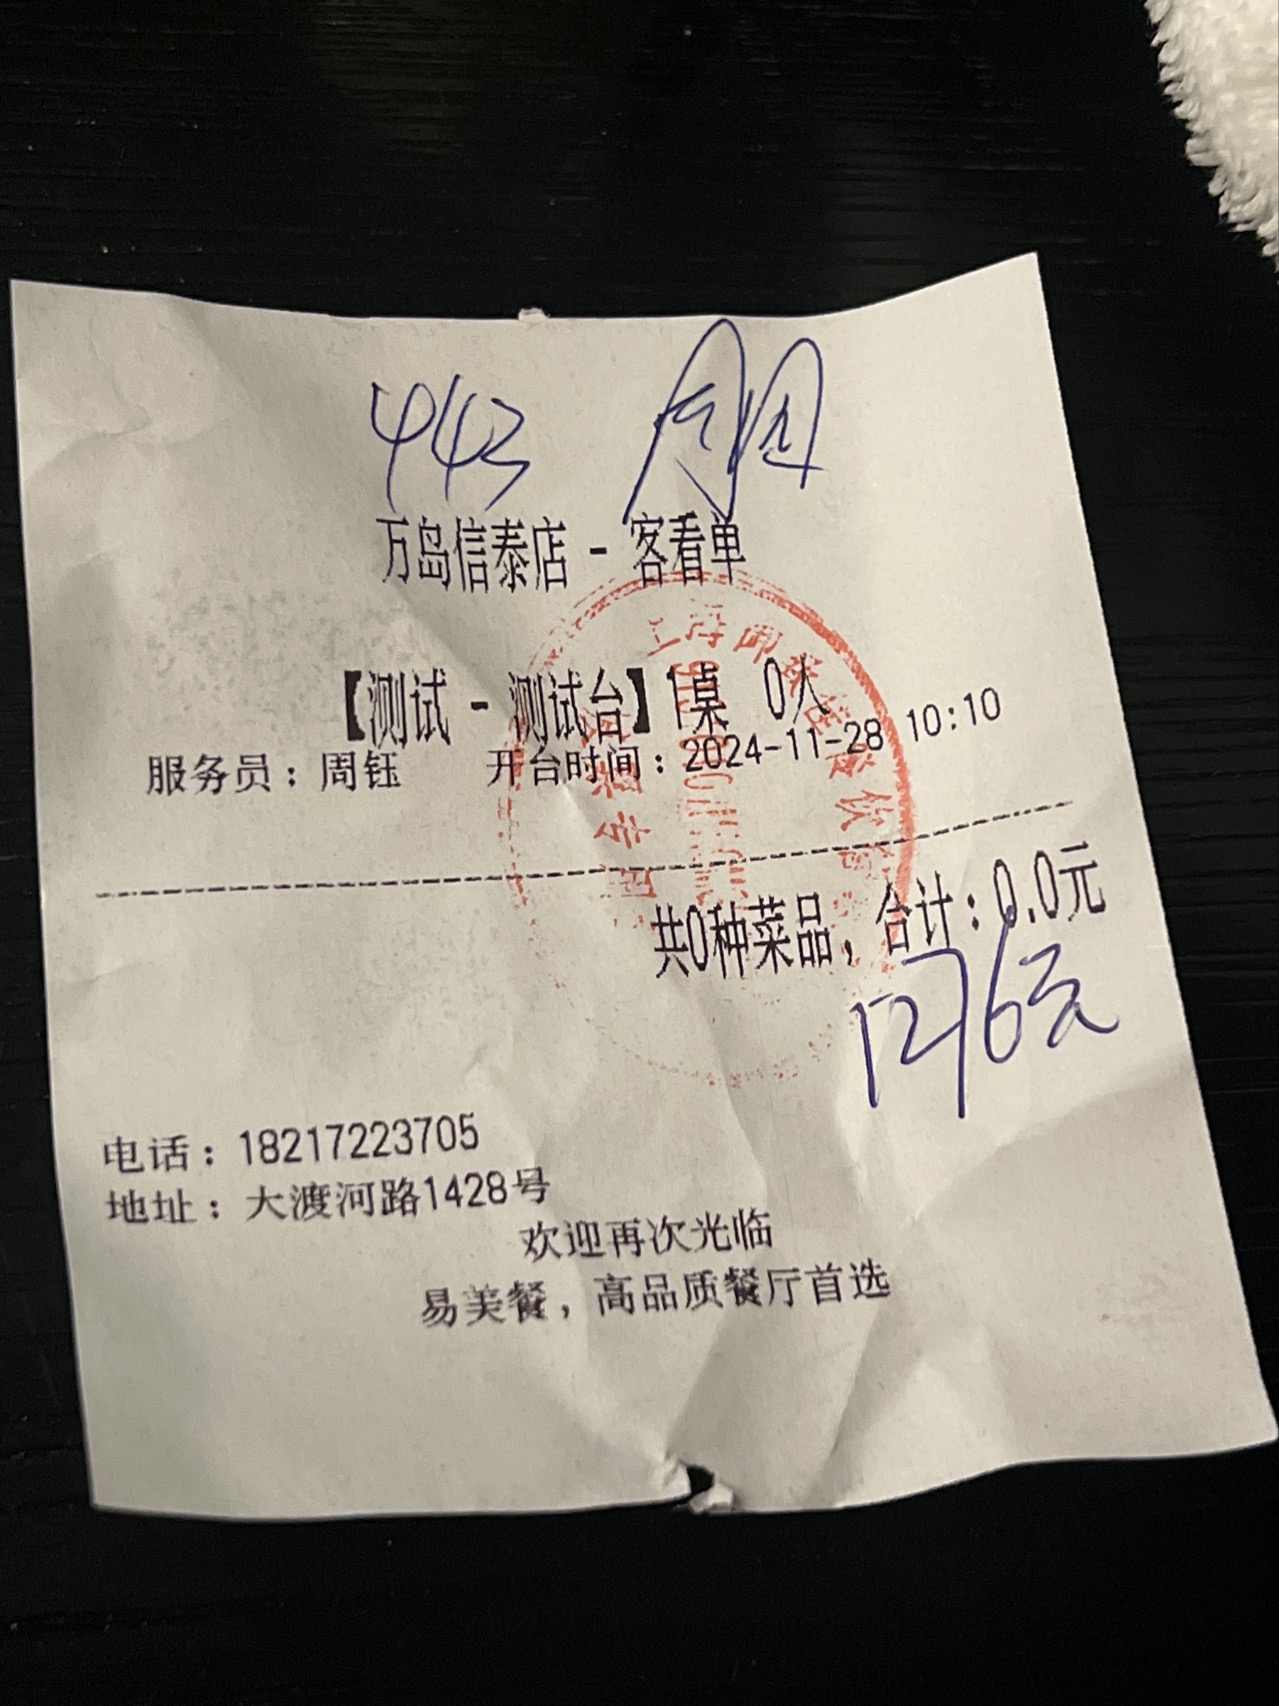 443
万岛信泰店 - 客看单
【测试 - 测试台】1桌 0人
服务员：周钰 开台时间：2024-11-28 10:10
共0种菜品，合计：0.0元
1276元
电话：18217223705
地址：大渡河路1428号
欢迎再次光临
易美餐，高品质餐厅首选